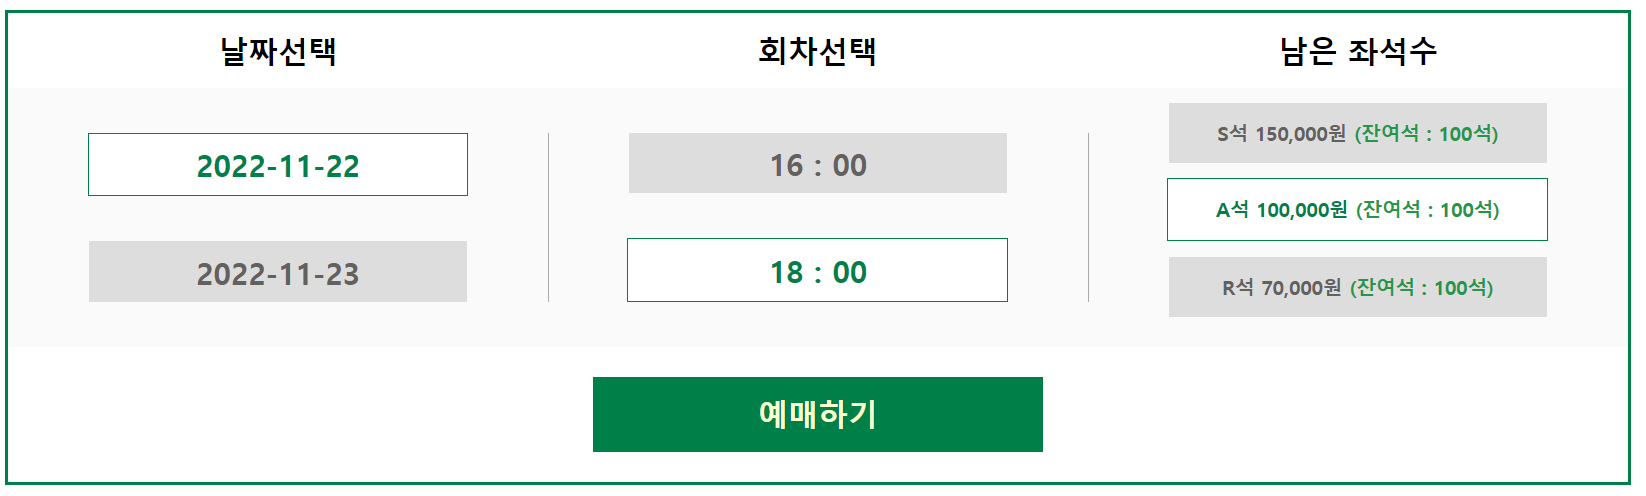 날짜선택
회차선택
남은 좌석수
2022-11-22
2022-11-23
16 : 00
18 : 00
S석 150,000원 (잔여석 : 100석)
A석 100,000원 (잔여석 : 100석)
R석 70,000원 (잔여석 : 100석)
예매하기